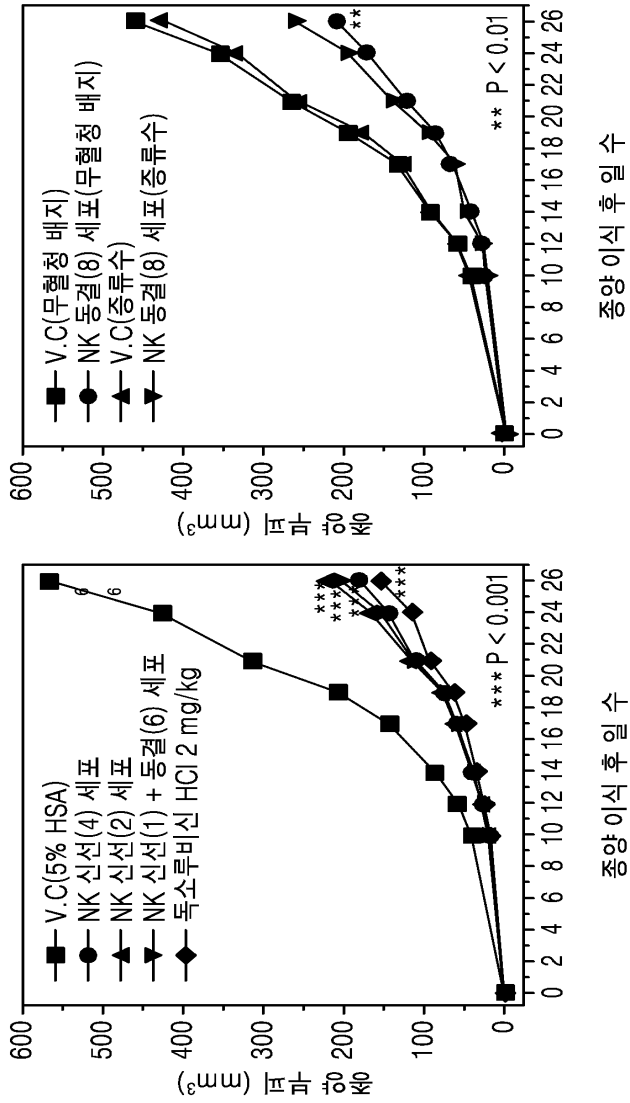 종양 부피 (mm³)
600
500
400
300
200
100
0
V.C(5% HSA)
NK 신선(4) 세포
NK 신선(2) 세포
NK 신선(1) + 동결(6) 세포
독소루비신 HCl 2 mg/kg
6
6
***
***
***
***
*** P < 0.001
0 2 4 6 8 10 12 14 16 18 20 22 24 26
종양 이식 후 일 수
종양 부피 (mm³)
600
500
400
300
200
100
0
V.C(무혈청 배지)
NK 동결(8) 세포(무혈청 배지)
V.C(증류수)
NK 동결(8) 세포(증류수)
**
** P < 0.01
0 2 4 6 8 10 12 14 16 18 20 22 24 26
종양 이식 후 일 수